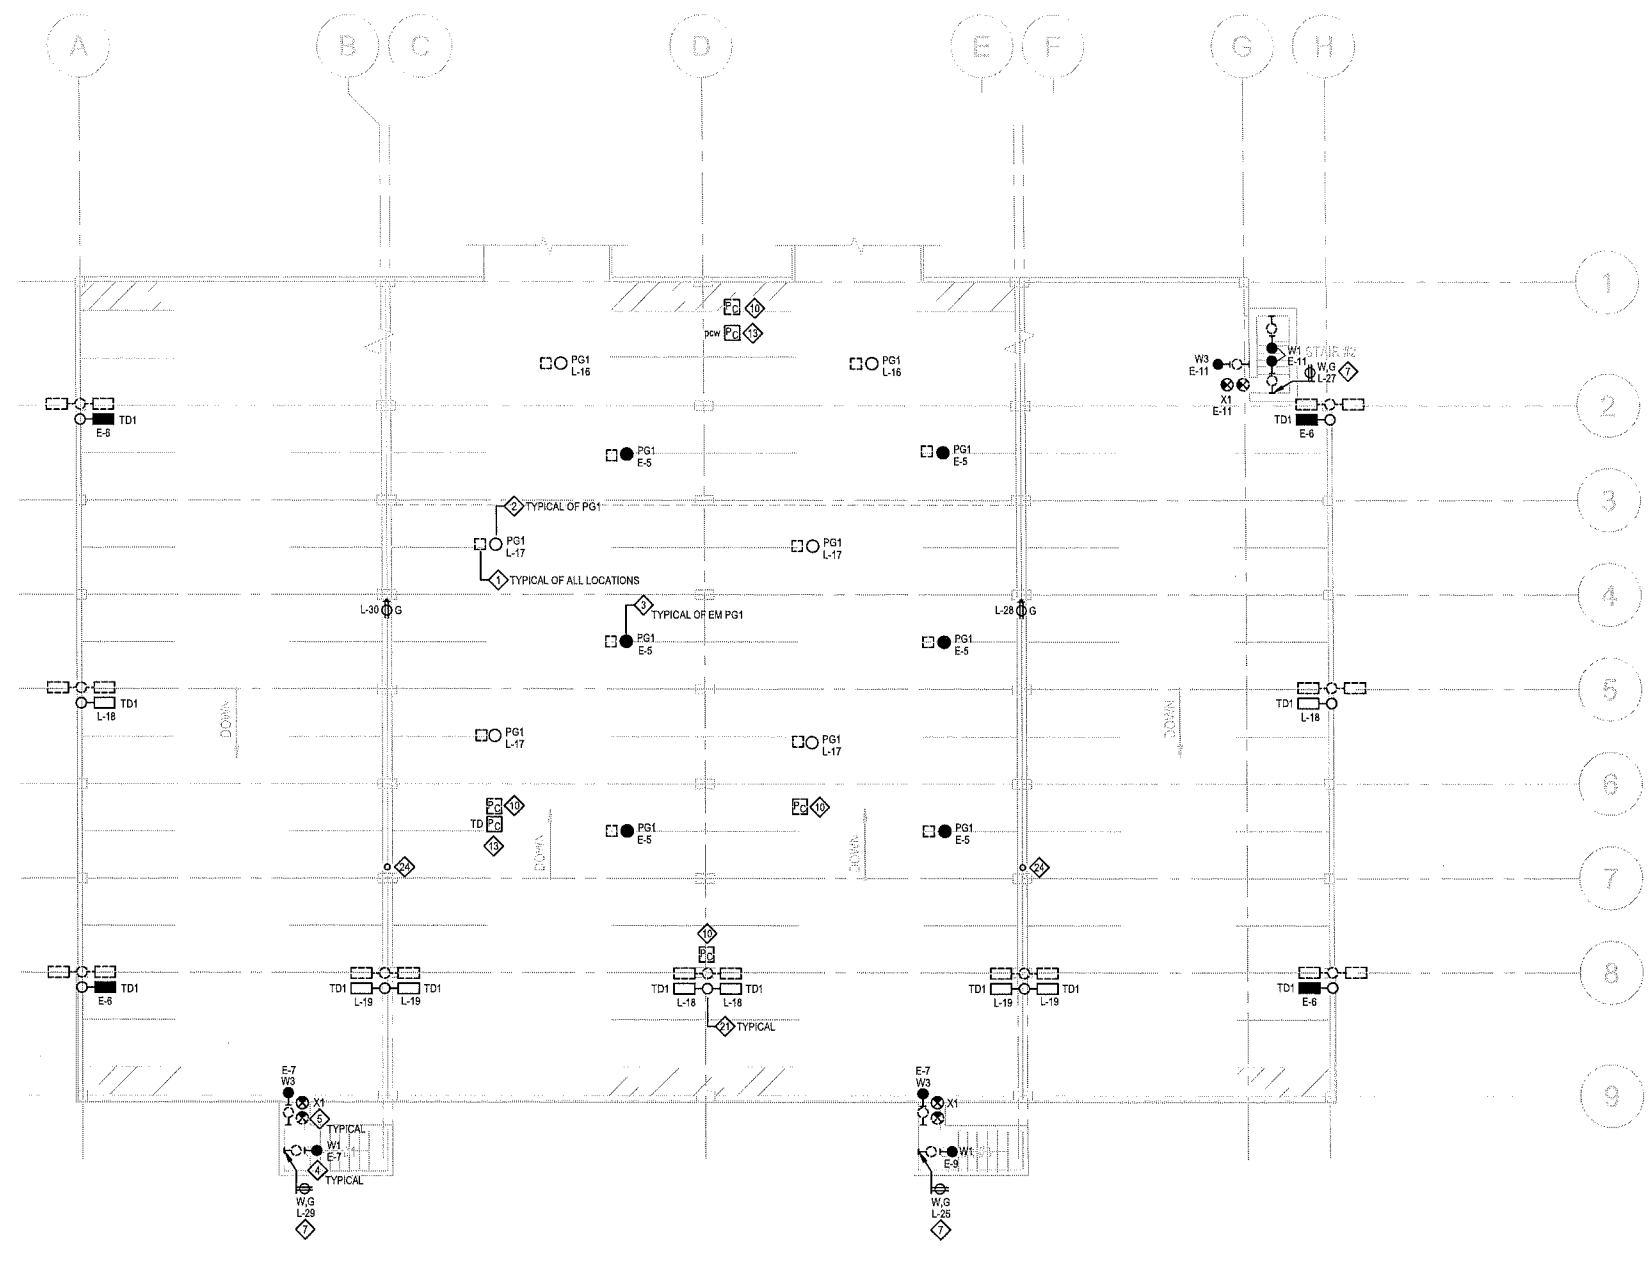 A
B
C
D
E
F
G
H
1
PC
10
pcw
PC
13
PG1
L-16
PG1
L-16
W3
E-11
W1
E-11
STAIR #2
W,G
L-27
7
X1
E-11
TD1
E-6
TD1
E-6
2
PG1
E-5
PG1
E-5
2
TYPICAL OF PG1
3
PG1
L-17
PG1
L-17
1
TYPICAL OF ALL LOCATIONS
L-30
G
3
TYPICAL OF EM PG1
L-28
G
4
PG1
E-5
PG1
E-5
TD1
L-18
DOWN
DOWN
TD1
L-18
5
PG1
L-17
PG1
L-17
6
PC
10
TD
PC
13
PC
10
PG1
E-5
PG1
E-5
DOWN
DOWN
24
24
7
10
PC
TD1
E-6
TD1
L-19
L-19
TD1
TD1
L-18
L-18
TD1
TD1
L-19
L-19
TD1
TD1
E-6
8
21
TYPICAL
E-7
W3
X1
5
TYPICAL
W1
E-7
4
TYPICAL
W,G
L-29
7
E-7
W3
X1
W1
E-9
W,G
L-25
7
9